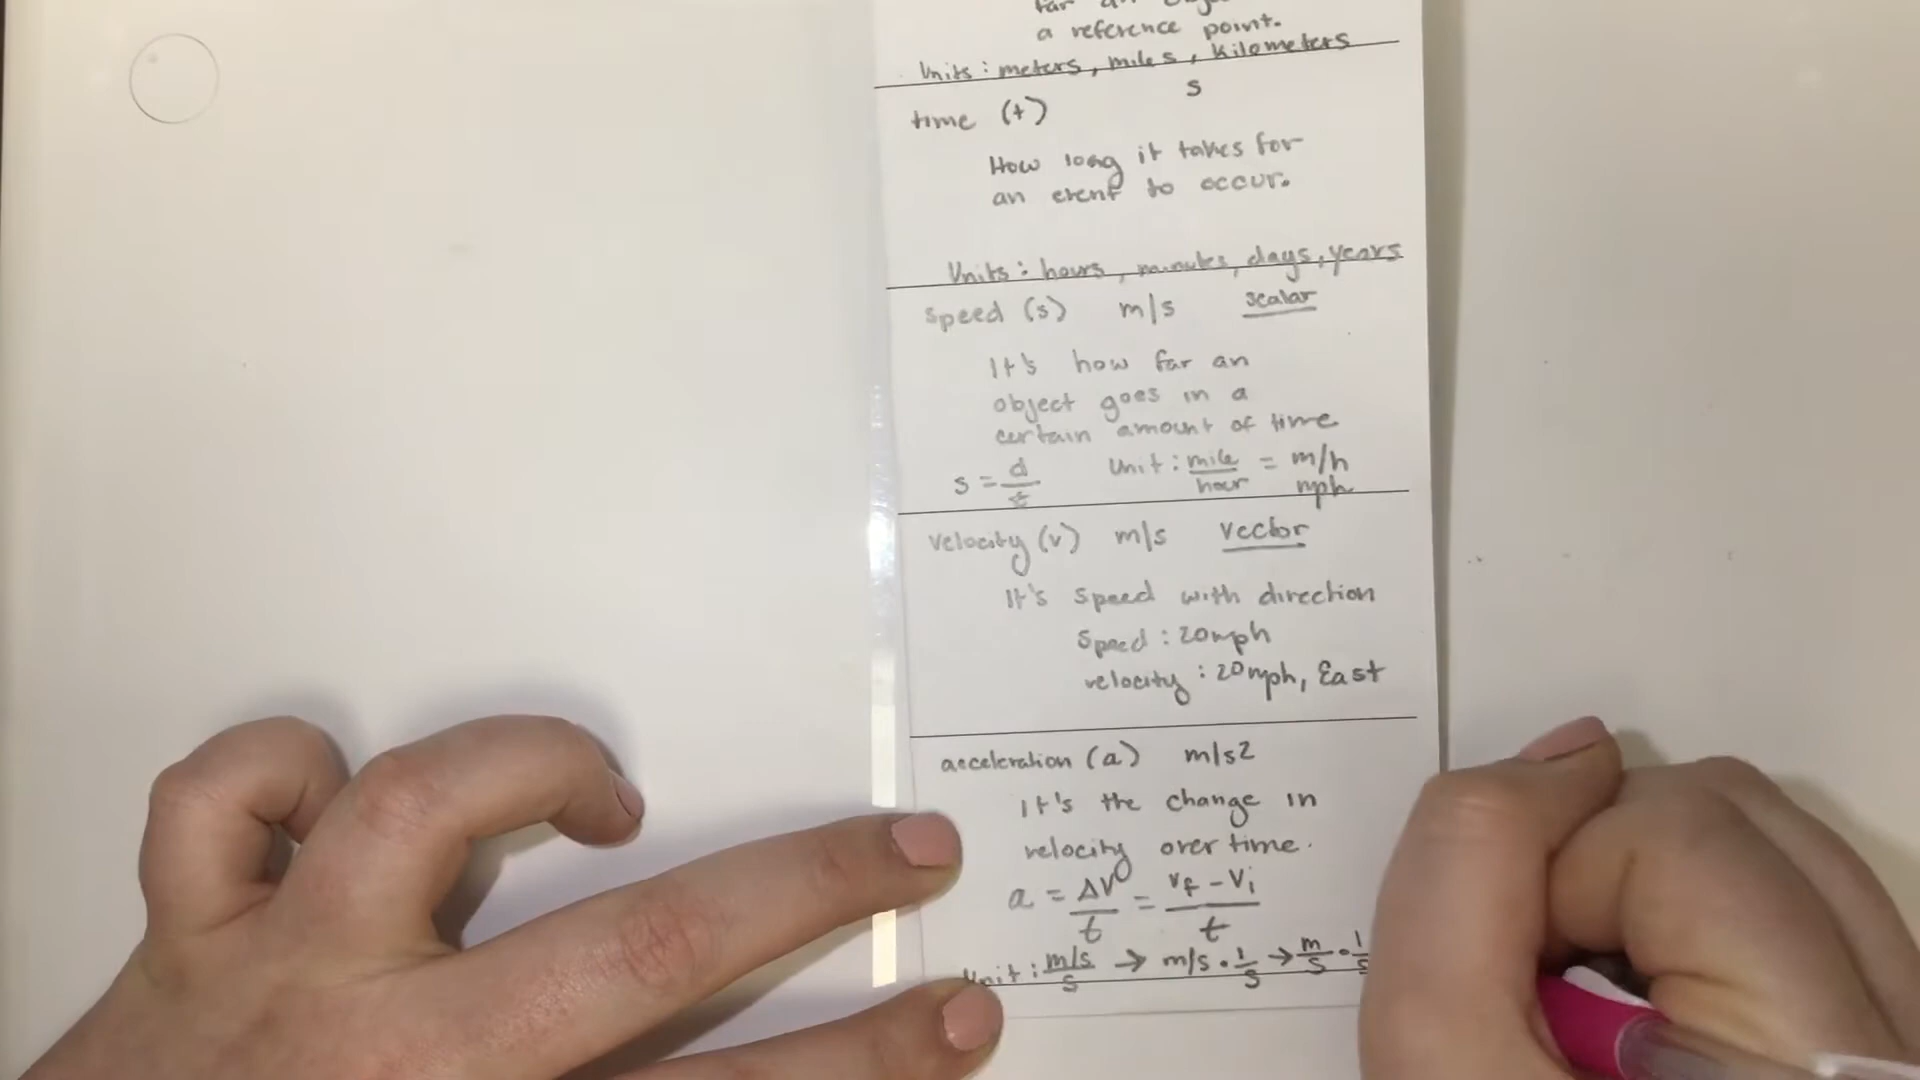 far an
a reference point.
Units: meters, miles, kilometers
time (t) s
How long it takes for
an event to occur.
Units: hours, minutes, days, years
speed (s) m/s scalar
It's how far an
object goes in a
certain amount of time
s = d/t Unit: mile/hour = m/h
mph
velocity (v) m/s vector
It's speed with direction
Speed: 20mph
velocity: 20mph, East
acceleration (a) m/s2
It's the change in
velocity over time.
a = ΔV/t = Vf - Vi/t
Unit: m/s/s → m/s • 1/s → m/s • 1/s